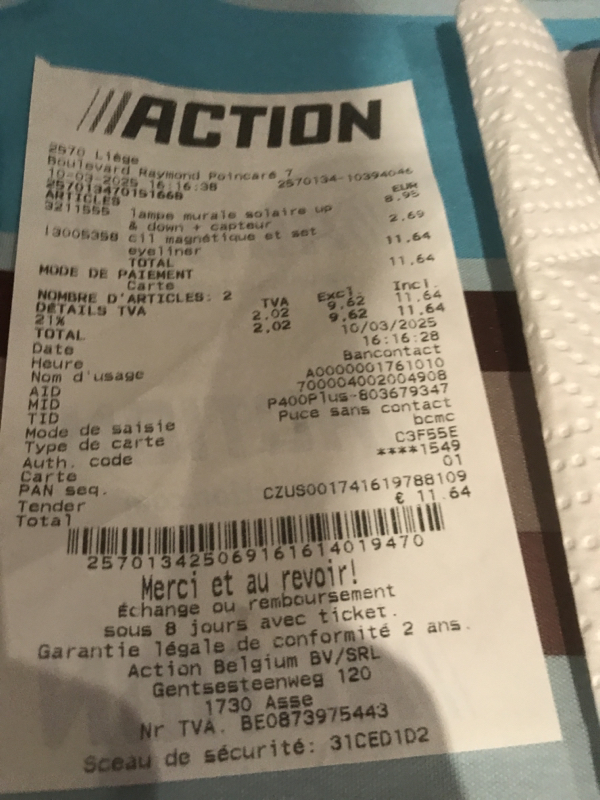 ///ACTION
2570 Liège
Boulevard Raymond Poincaré 7
10-03-2025 16:16:38 2570134-10394046
257013470151668 EUR
ARTICLES 8.95
3211555 lampe murale solaire up
& down + capteur 2.69
13005358 cil magnétique et set
eyeliner 11,64
TOTAL
MODE DE PAIEMENT 11,64
Carte
NOMBRE D'ARTICLES: 2
DÉTAILS TVA TVA Excl. Incl.
21% 2,02 9,62 11,64
TOTAL 2,02 9,62 11,64
Date 10/03/2025
Heure 16:16:28
Nom d'usage Bancontact
AID A0000001761010
MID 700004002004908
TID P400Plus-803679347
Mode de saisie Puce sans contact
Type de carte bcmc
Auth. code C3F55E
Carte ****1549
PAN seq. 01
Tender CZUS001741619788109
Total € 11.64
257013425069161614019470
Merci et au revoir!
Échange ou remboursement
sous 8 jours avec ticket.
Garantie légale de conformité 2 ans.
Action Belgium BV/SRL
Gentsesteenweg 120
1730 Asse
Nr TVA. BE0873975443
Sceau de sécurité: 31CED1D2